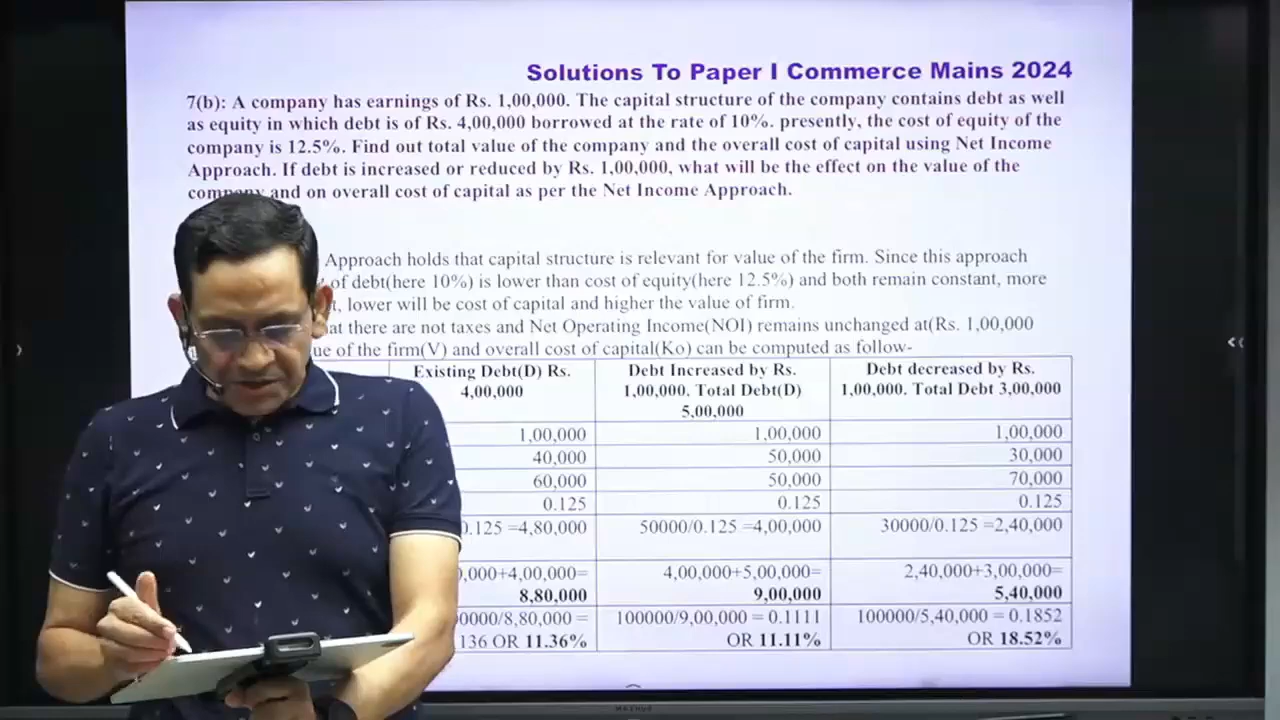 Solutions To Paper I Commerce Mains 2024
7(b): A company has earnings of Rs. 1,00,000. The capital structure of the company contains debt as well
as equity in which debt is of Rs. 4,00,000 borrowed at the rate of 10%. presently, the cost of equity of the
company is 12.5%. Find out total value of the company and the overall cost of capital using Net Income
Approach. If debt is increased or reduced by Rs. 1,00,000, what will be the effect on the value of the
company and on overall cost of capital as per the Net Income Approach.
Approach holds that capital structure is relevant for value of the firm. Since this approach
of debt(here 10%) is lower than cost of equity(here 12.5%) and both remain constant, more
lower will be cost of capital and higher the value of firm.
there are not taxes and Net Operating Income(NOI) remains unchanged at(Rs. 1,00,000
of the firm(V) and overall cost of capital(Ko) can be computed as follow-
Existing Debt(D) Rs. 4,00,000
Debt Increased by Rs. 1,00,000. Total Debt(D) 5,00,000
Debt decreased by Rs. 1,00,000. Total Debt 3,00,000
1,00,000 1,00,000 1,00,000
40,000 50,000 30,000
60,000 50,000 70,000
0.125 0.125 0.125
0.125 =4,80,000 50000/0.125 =4,00,000 30000/0.125 =2,40,000
,000+4,00,000= 4,00,000+5,00,000= 2,40,000+3,00,000=
8,80,000 9,00,000 5,40,000
0000/8,80,000 = 100000/9,00,000 = 0.1111 100000/5,40,000 = 0.1852
136 OR 11.36% OR 11.11% OR 18.52%